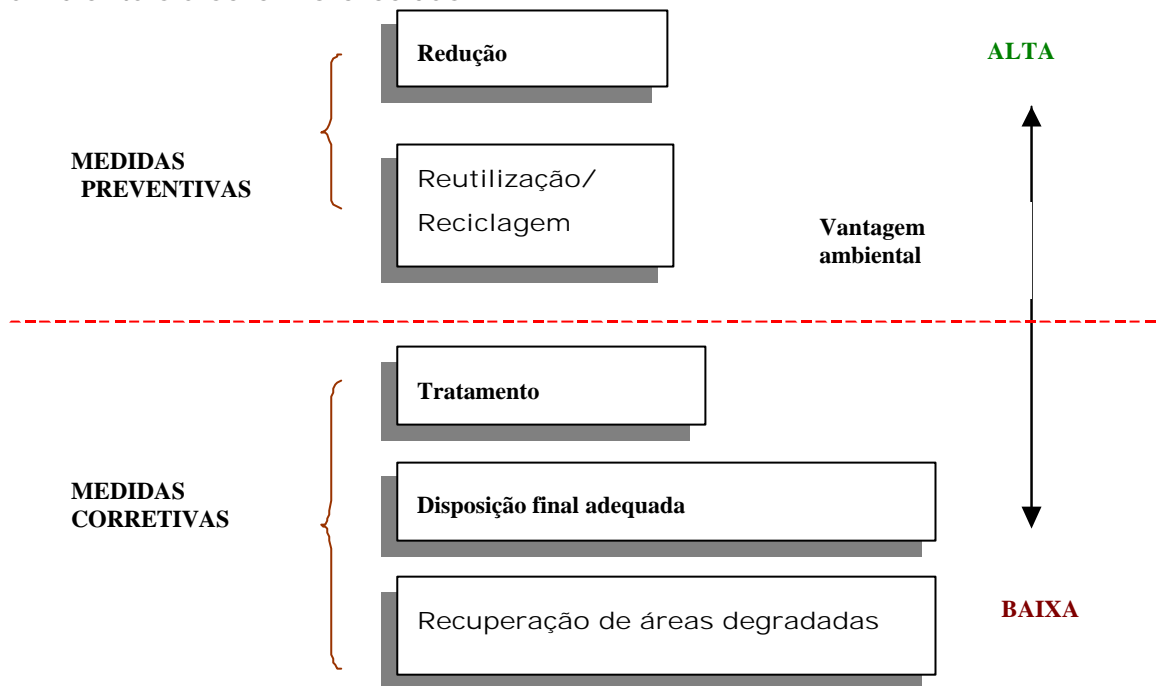 Redução
ALTA
MEDIDAS
PREVENTIVAS
Reutilização/
Reciclagem
Vantagem
ambiental
Tratamento
MEDIDAS
CORRETIVAS
Disposição final adequada
Recuperação de áreas degradadas
BAIXA